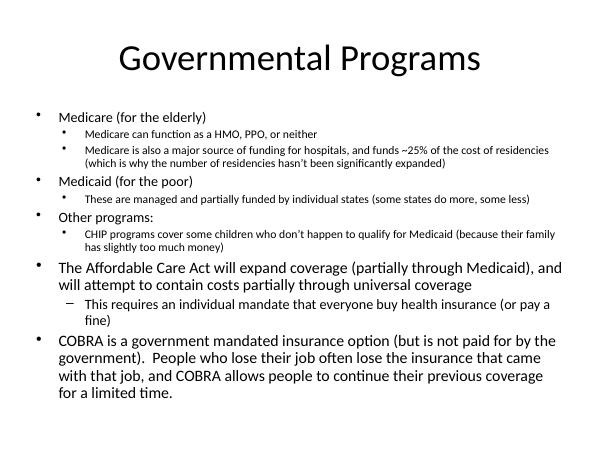 Governmental Programs
• Medicare (for the elderly)
• Medicare can function as a HMO, PPO, or neither
• Medicare is also a major source of funding for hospitals, and funds ~25% of the cost of residencies
(which is why the number of residencies hasn't been significantly expanded)
• Medicaid (for the poor)
• These are managed and partially funded by individual states (some states do more, some less)
• Other programs:
• CHIP programs cover some children who don't happen to qualify for Medicaid (because their family
has slightly too much money)
• The Affordable Care Act will expand coverage (partially through Medicaid), and
will attempt to contain costs partially through universal coverage
– This requires an individual mandate that everyone buy health insurance (or pay a
fine)
• COBRA is a government mandated insurance option (but is not paid for by the
government).  People who lose their job often lose the insurance that came
with that job, and COBRA allows people to continue their previous coverage
for a limited time.